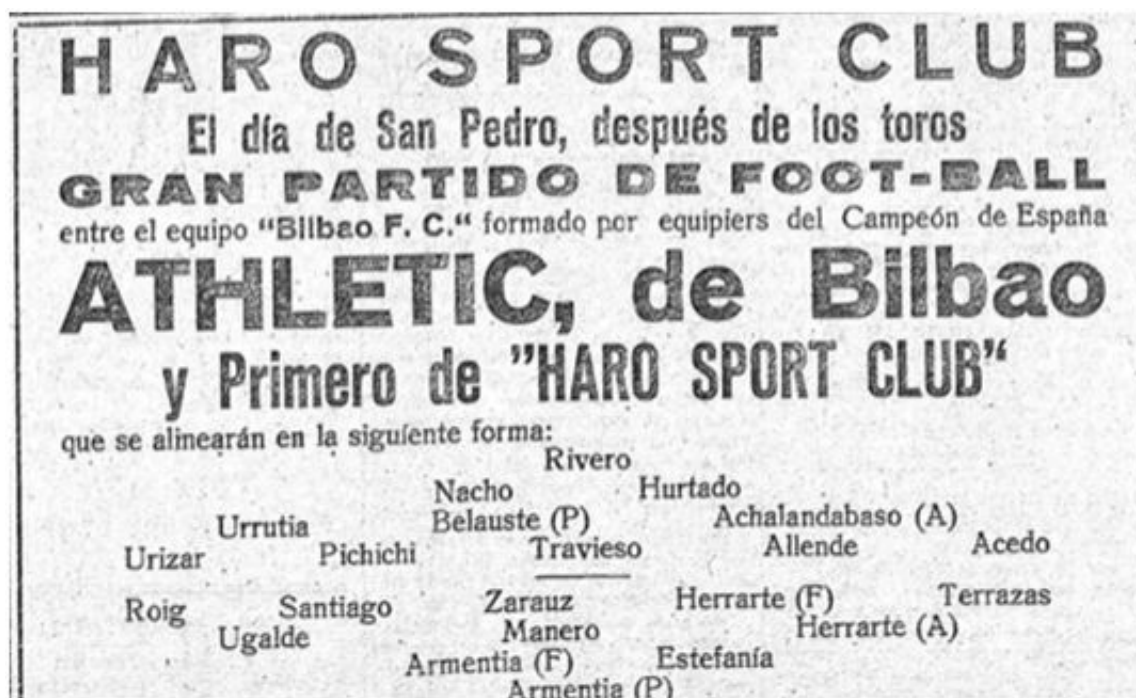 HARO SPORT CLUB
El día de San Pedro, después de los toros
GRAN PARTIDO DE FOOT-BALL
entre el equipo "Bilbao F. C." formado por equipiers del Campeón de España
ATHLETIC, de Bilbao
y Primero de "HARO SPORT CLUB"
que se alinearán en la siguiente forma:
Rivero
Nacho Hurtado
Urrutia Belauste (P) Achalandabaso (A)
Urizar Pichichi Travieso Allende Acedo
Roig Santiago Zarauz Herrarte (F) Terrazas
Ugalde Manero Herrarte (A)
Armentia (F) Estefanía
Armentia (P)